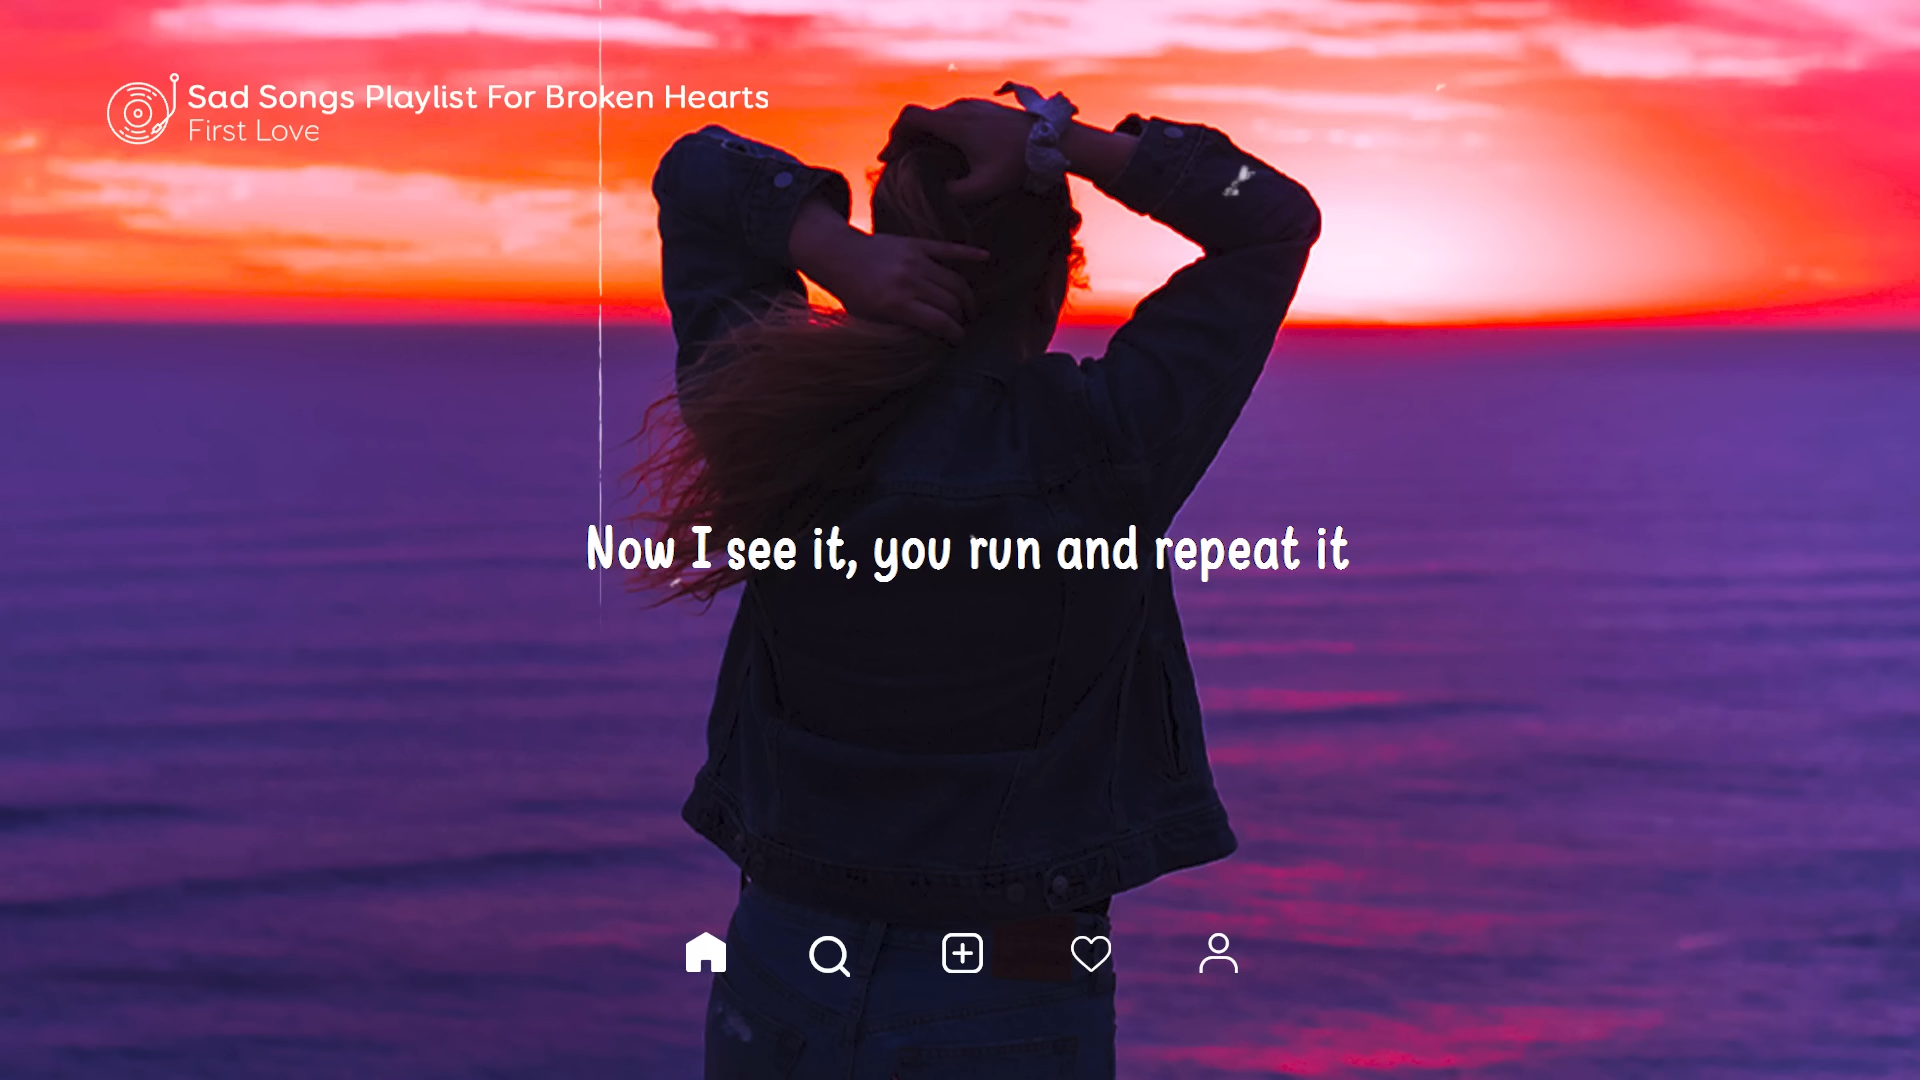 Sad Songs Playlist For Broken Hearts
First Love
Now I see it, you run and repeat it